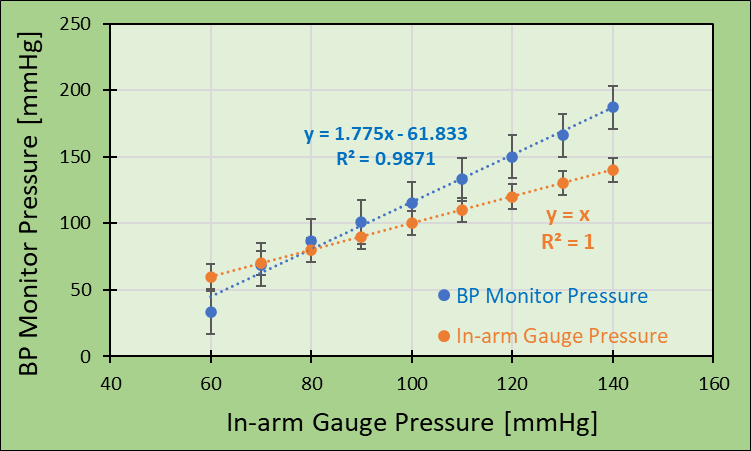 250
200
150
100
50
0
BP Monitor Pressure [mmHg]
y = 1.775x - 61.833
R² = 0.9871
y = x
R² = 1
BP Monitor Pressure
In-arm Gauge Pressure
40 60 80 100 120 140 160
In-arm Gauge Pressure [mmHg]